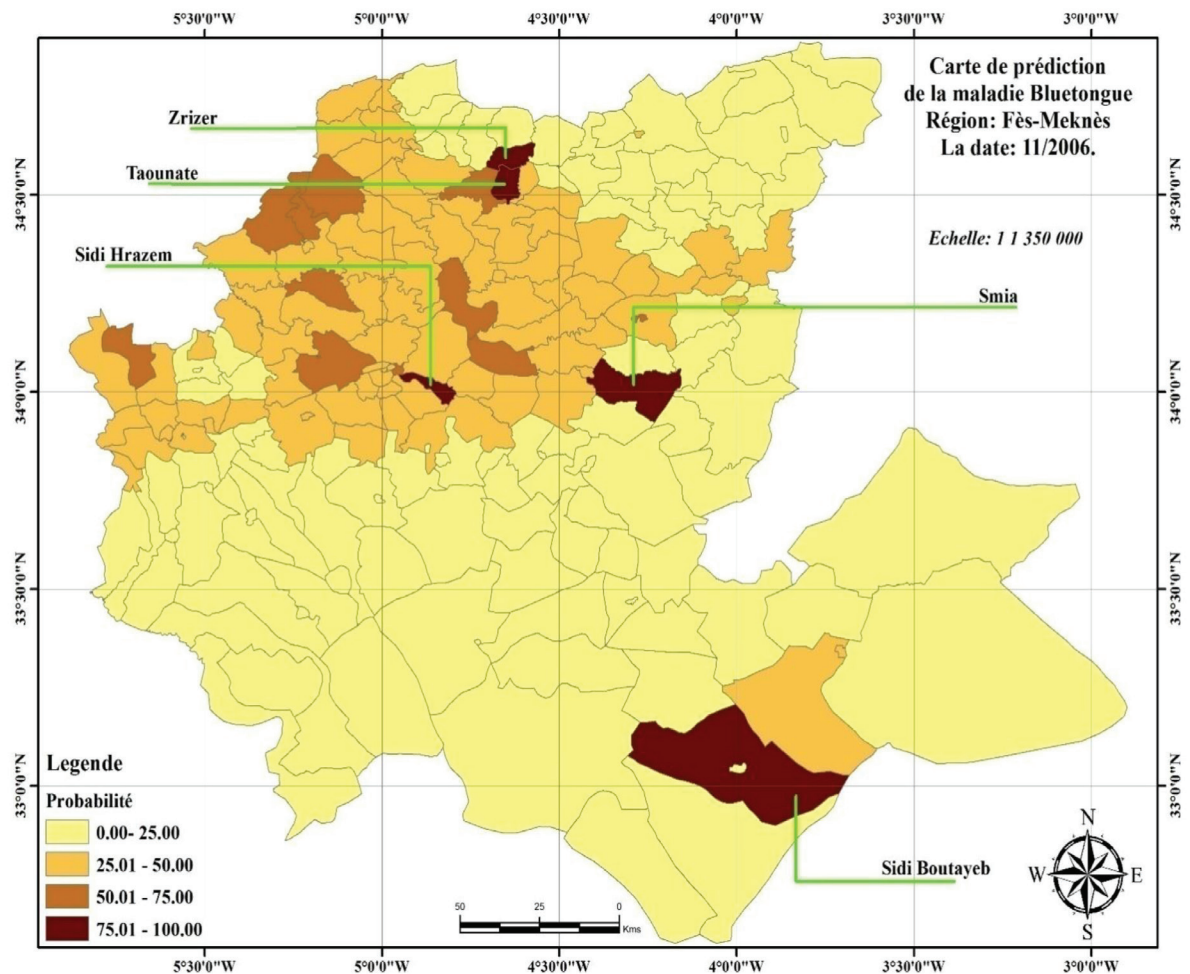 5°30'0"W 5°0'0"W 4°30'0"W 4°0'0"W 3°30'0"W 3°0'0"W
Carte de prédiction
de la maladie Bluetongue
Région: Fès-Meknès
La date: 11/2006.
Echelle: 1 1 350 000
Zrizer
Taounate
Sidi Hrazem
Smia
Sidi Boutayeb
34°30'0"N
34°0'0"N
33°30'0"N
33°0'0"N
34°30'0"N
34°0'0"N
33°30'0"N
33°0'0"N
Legende
Probabilité
0.00- 25.00
25.01 - 50.00
50.01 - 75.00
75.01 - 100.00
50 25 0
Kms
N
W E
S
5°30'0"W 5°0'0"W 4°30'0"W 4°0'0"W 3°30'0"W 3°0'0"W